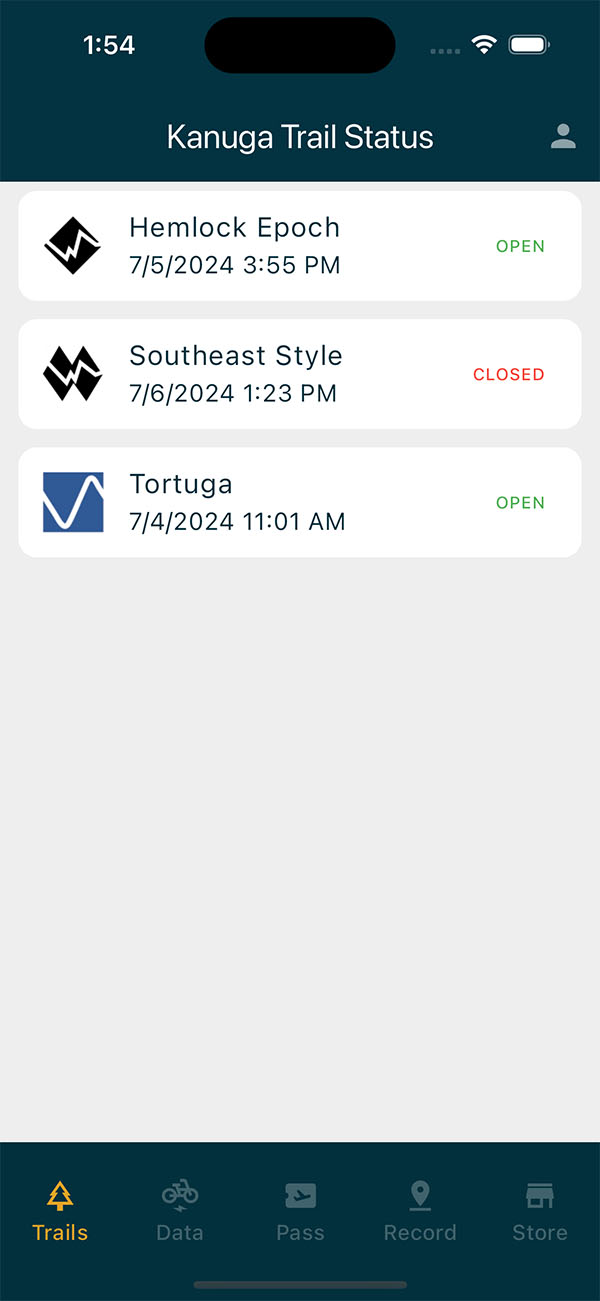 1:54
Kanuga Trail Status
Hemlock Epoch
7/5/2024 3:55 PM
OPEN
Southeast Style
7/6/2024 1:23 PM
CLOSED
Tortuga
7/4/2024 11:01 AM
OPEN
Trails
Data
Pass
Record
Store